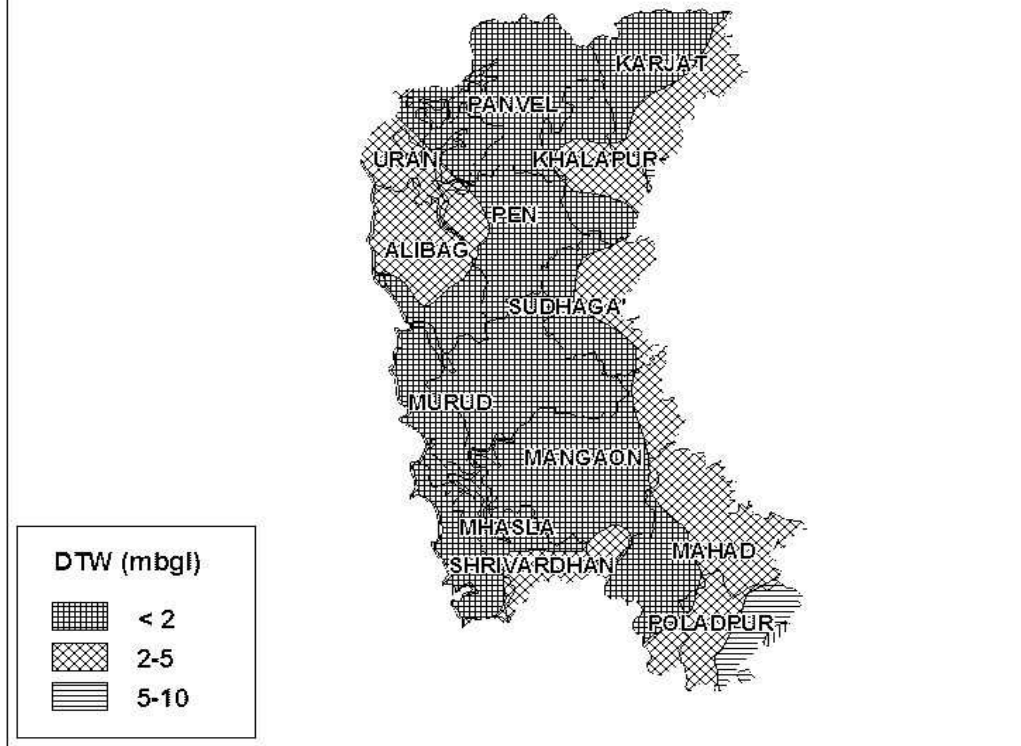 KARJAT
PANVEL
URAN
KHALAPUR
PEN
ALIBAG
SUDHAGA'
MURUD
MANGAON
MHASLA
MAHAD
SHRIVARDHAN
POLADPUR
DTW (mbgl)
< 2
2-5
5-10